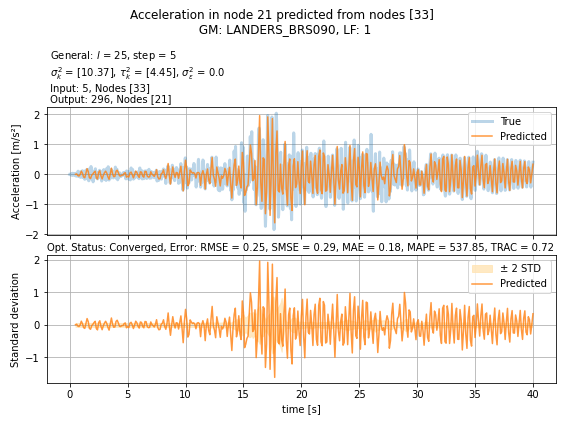 Acceleration in node 21 predicted from nodes [33]
GM: LANDERS_BRS090, LF: 1
General: l = 25, step = 5
σ²ₖ = [10.37], τ²ₖ = [4.45], σ²ε = 0.0
Input: 5, Nodes [33]
Output: 296, Nodes [21]
Acceleration [m/s²]
2
1
0
−1
−2
True
Predicted
Opt. Status: Converged, Error: RMSE = 0.25, SMSE = 0.29, MAE = 0.18, MAPE = 537.85, TRAC = 0.72
Standard deviation
2
1
0
−1
± 2 STD
Predicted
0 5 10 15 20 25 30 35 40
time [s]